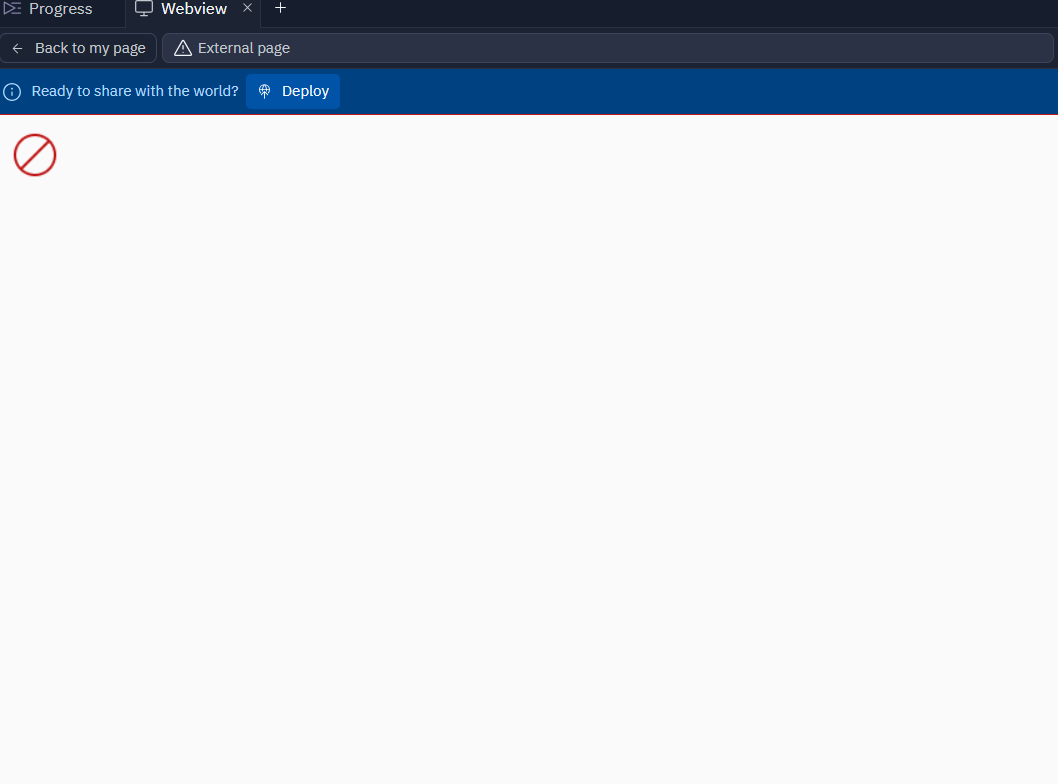 Progress
Webview
Back to my page
External page
Ready to share with the world?
Deploy